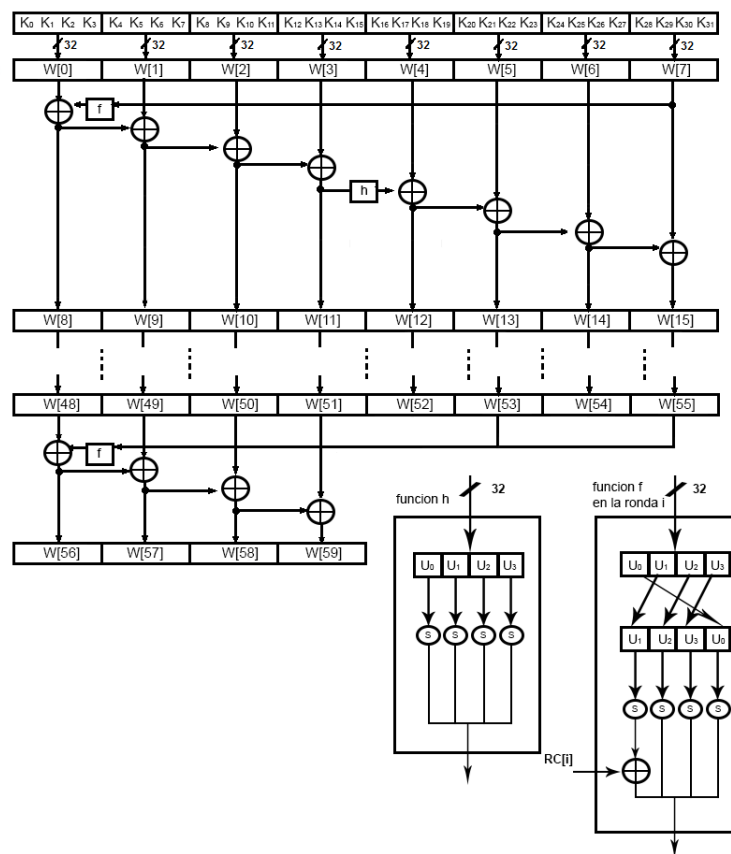 K0 K1 K2 K3 K4 K5 K6 K7 K8 K9 K10 K11 K12 K13 K14 K15 K16 K17 K18 K19 K20 K21 K22 K23 K24 K25 K26 K27 K28 K29 K30 K31
32 32 32 32 32 32 32 32
W[0] W[1] W[2] W[3] W[4] W[5] W[6] W[7]
f
h
W[8] W[9] W[10] W[11] W[12] W[13] W[14] W[15]
W[48] W[49] W[50] W[51] W[52] W[53] W[54] W[55]
f
W[56] W[57] W[58] W[59]
funcion h
32
U0 U1 U2 U3
S S S S
funcion f
en la ronda i
32
U0 U1 U2 U3
U1 U2 U3 U0
S S S S
RC[i]